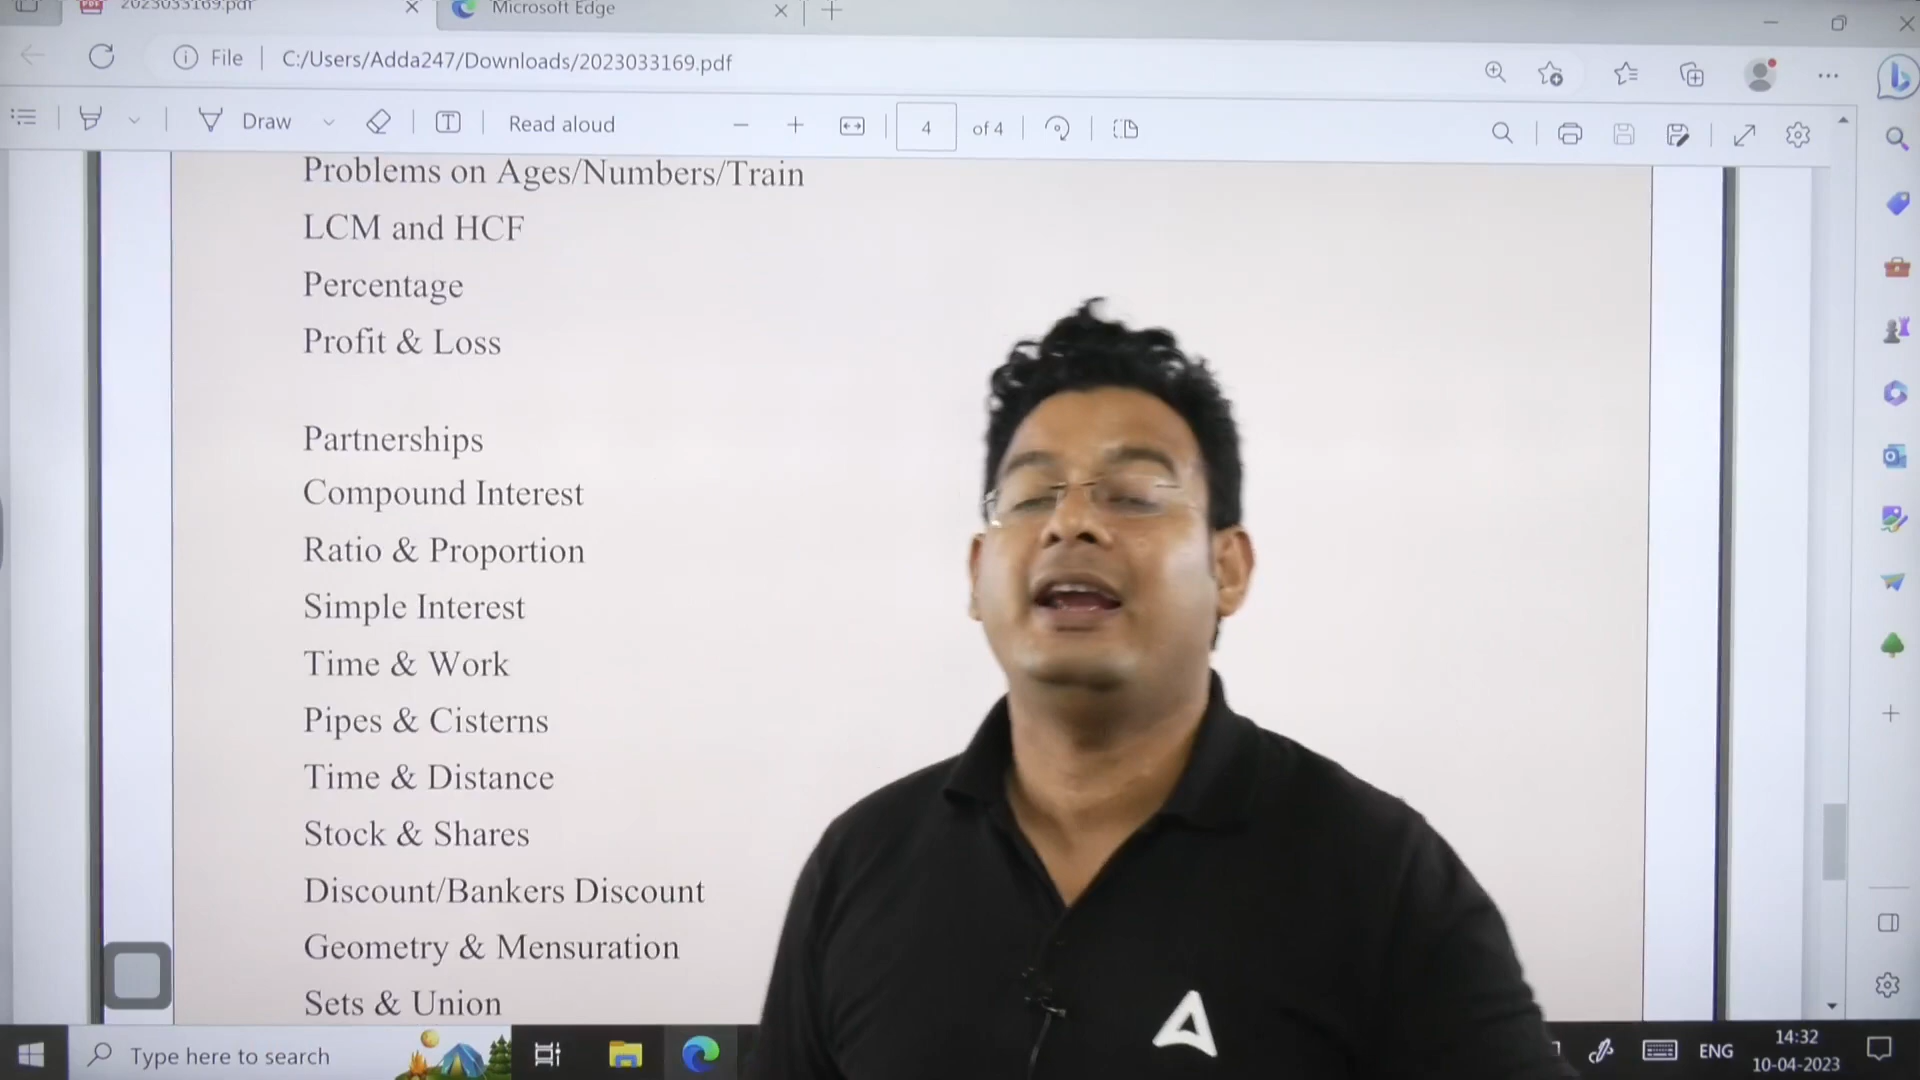 2023033169.pdf
Microsoft Edge
File
C:/Users/Adda247/Downloads/2023033169.pdf
Draw
Read aloud
4 of 4
Problems on Ages/Numbers/Train
LCM and HCF
Percentage
Profit & Loss
Partnerships
Compound Interest
Ratio & Proportion
Simple Interest
Time & Work
Pipes & Cisterns
Time & Distance
Stock & Shares
Discount/Bankers Discount
Geometry & Mensuration
Sets & Union
Type here to search
ENG
14:32
10-04-2023